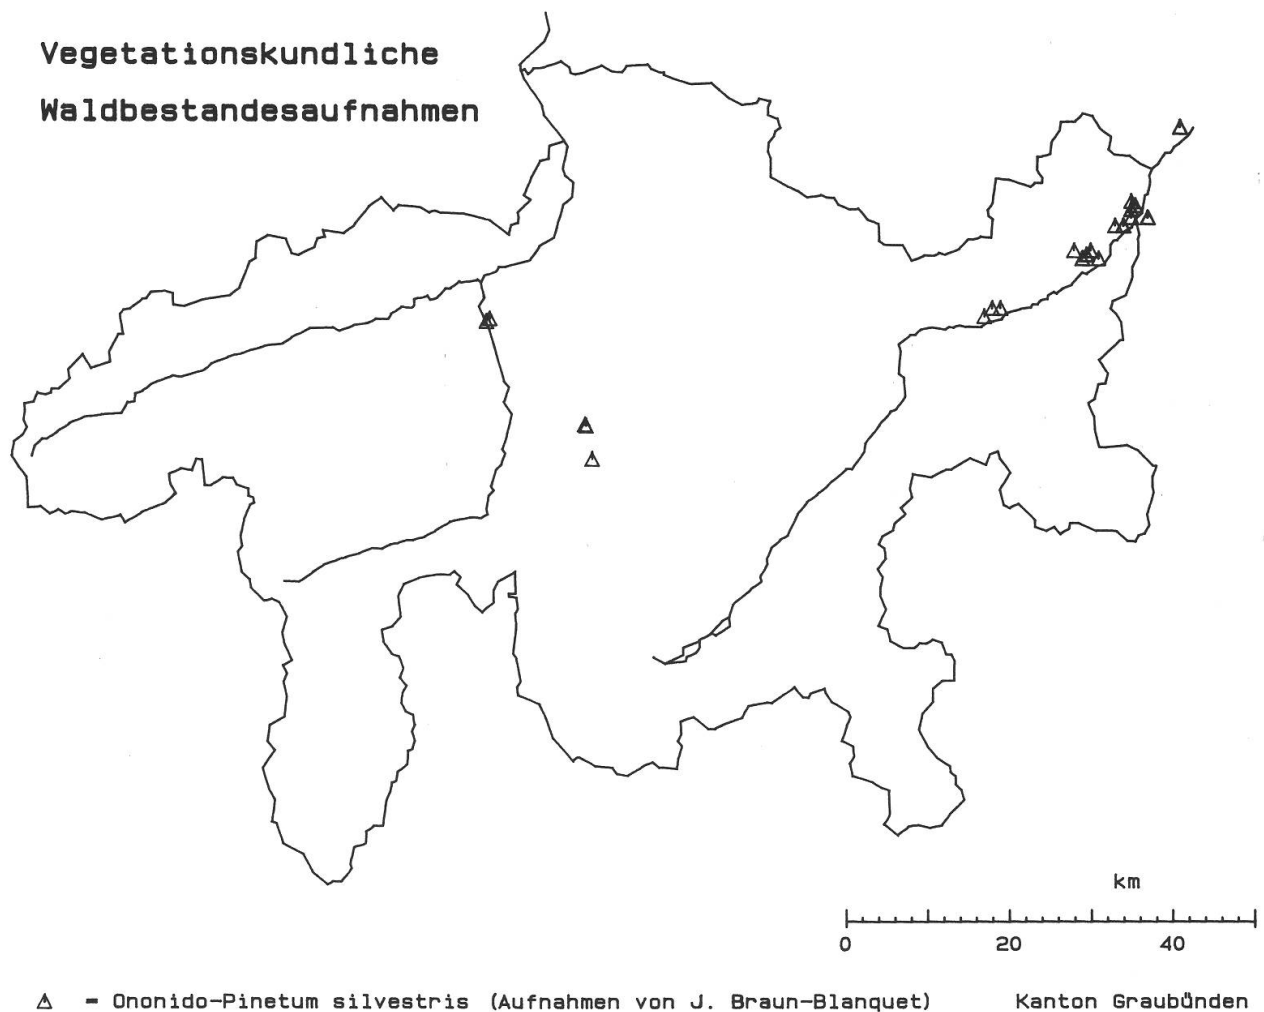 Vegetationskundliche
Waldbestandesaufnahmen
km
0 20 40
= Ononido-Pinetum silvestris (Aufnahmen von J. Braun-Blanquet) Kanton Graubünden